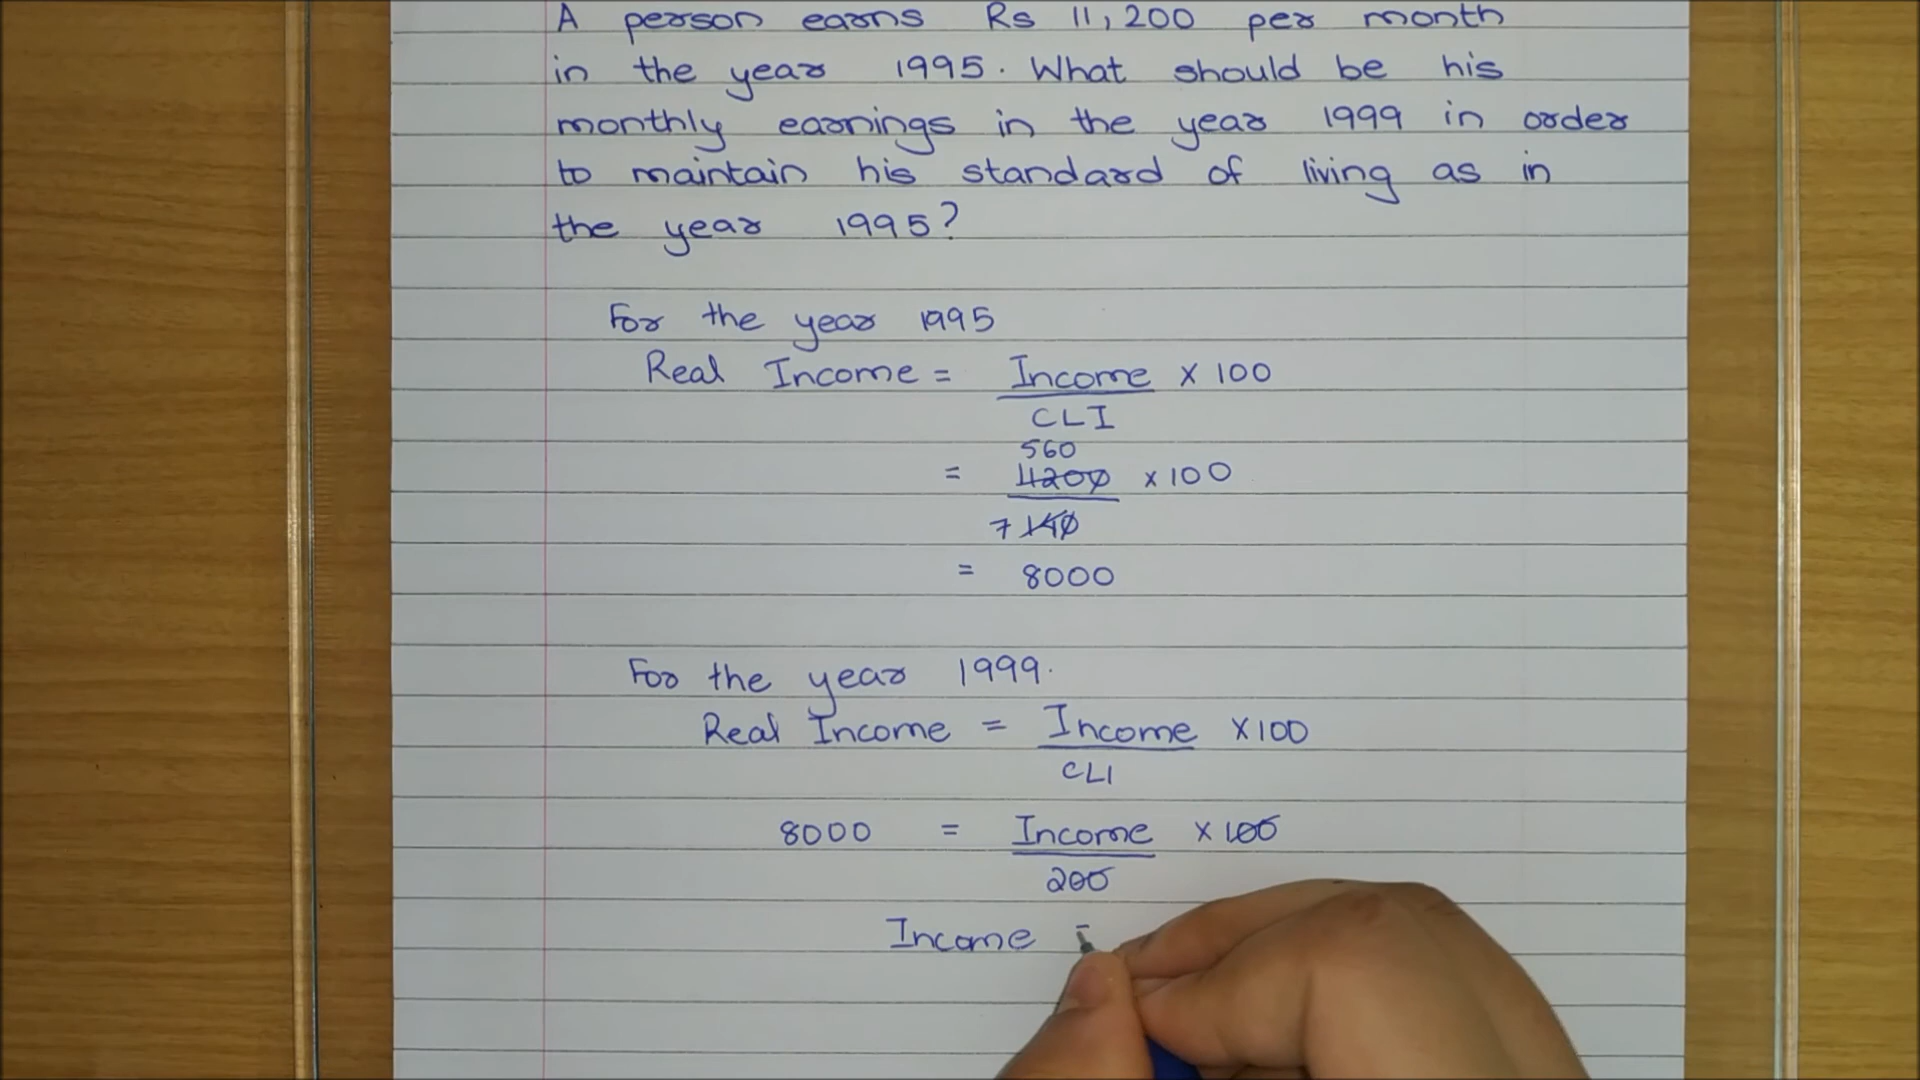 A person earns Rs 11,200 per month
in the year 1995. What should be his
monthly earnings in the year 1999 in order
to maintain his standard of living as in
the year 1995?
For the year 1995
Real Income = Income × 100
CLI
560
= 4200 × 100
7 140
= 8000
For the year 1999.
Real Income = Income × 100
CLI
8000 = Income × 100
200
Income =